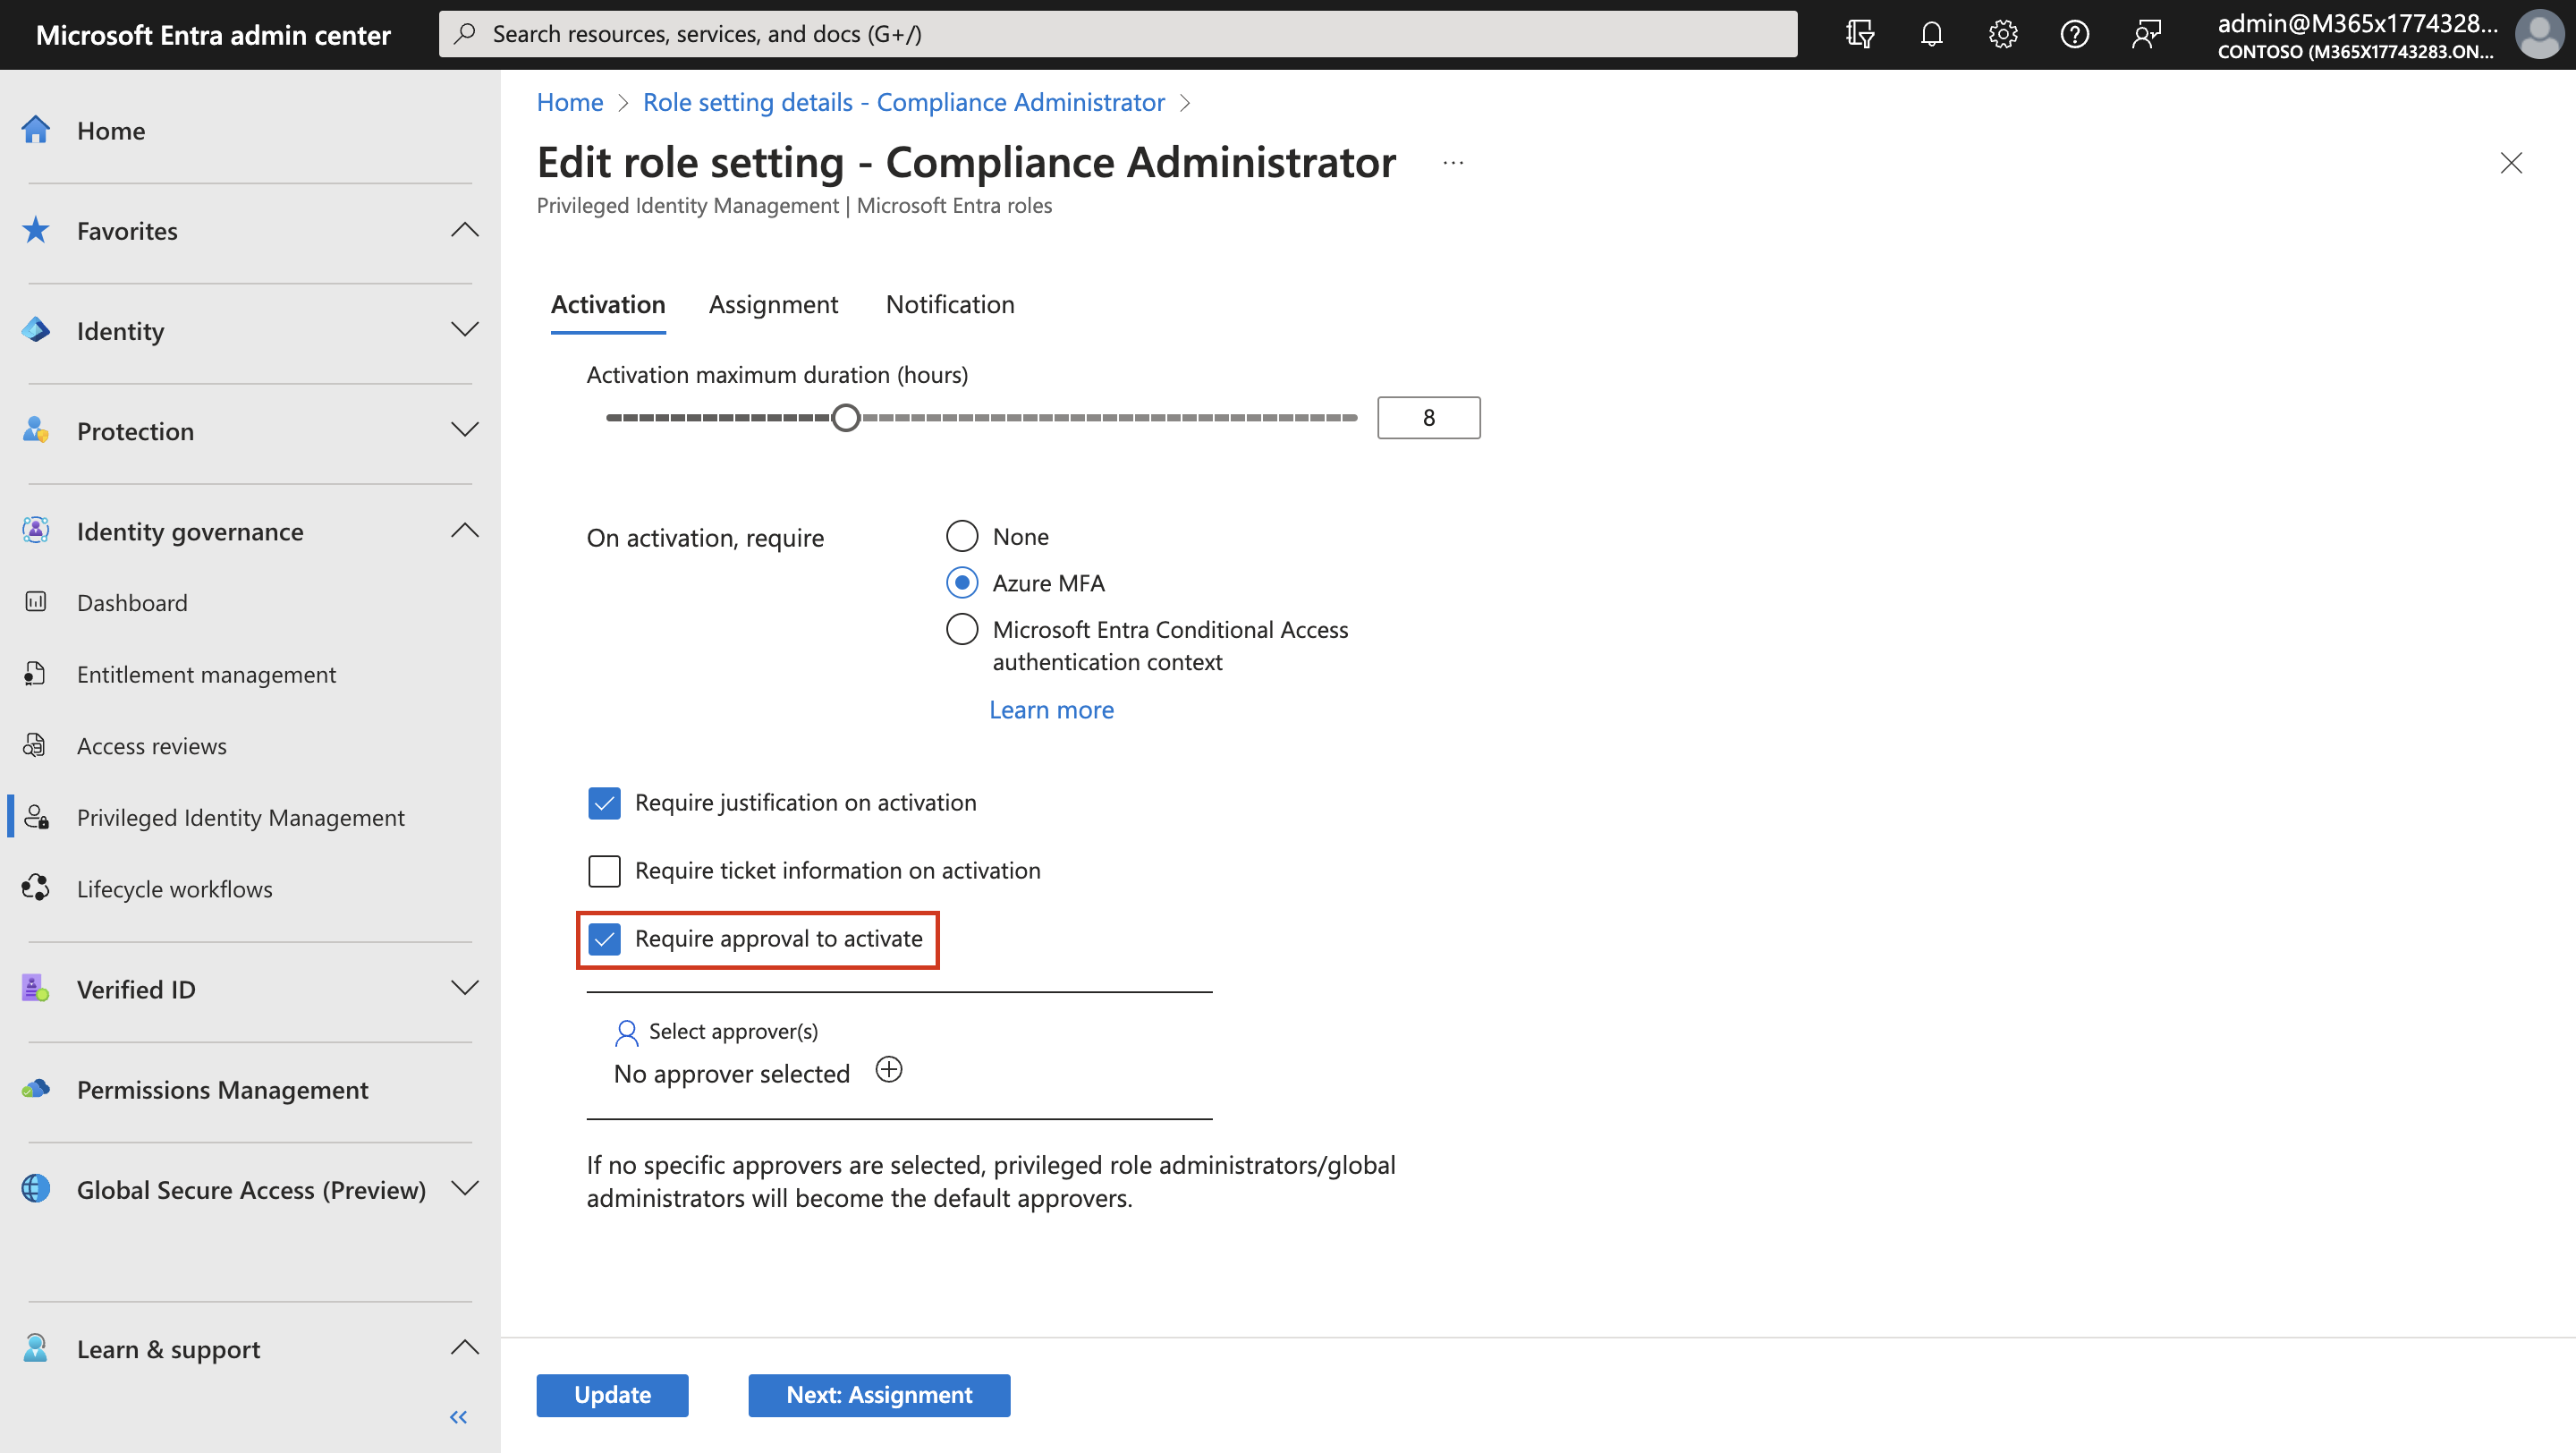 Microsoft Entra admin center
Search resources, services, and docs (G+/)
admin@M365x1774328...
CONTOSO (M365X17743283.ON...
Home
Favorites
Identity
Protection
Identity governance
Dashboard
Entitlement management
Access reviews
Privileged Identity Management
Lifecycle workflows
Verified ID
Permissions Management
Global Secure Access (Preview)
Learn & support
Home > Role setting details - Compliance Administrator >
Edit role setting - Compliance Administrator ...
Privileged Identity Management | Microsoft Entra roles
Activation Assignment Notification
Activation maximum duration (hours)
8
On activation, require
None
Azure MFA
Microsoft Entra Conditional Access
authentication context
Learn more
Require justification on activation
Require ticket information on activation
Require approval to activate
Select approver(s)
No approver selected
If no specific approvers are selected, privileged role administrators/global
administrators will become the default approvers.
Update Next: Assignment